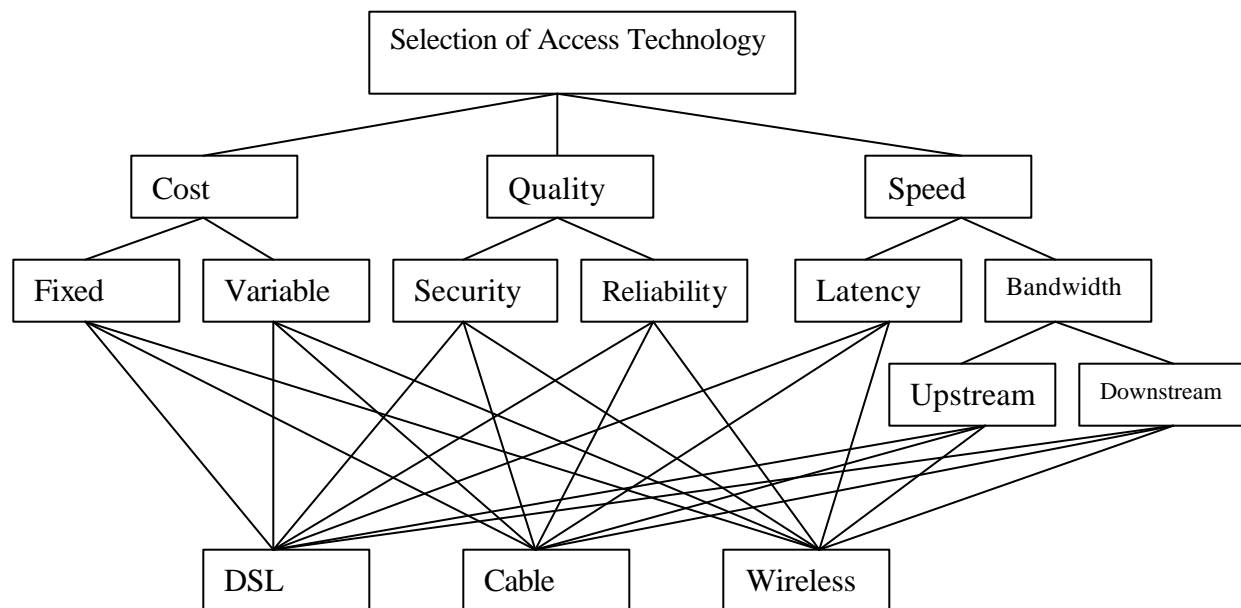 Selection of Access Technology
Cost
Quality
Speed
Fixed
Variable
Security
Reliability
Latency
Bandwidth
Upstream
Downstream
DSL
Cable
Wireless